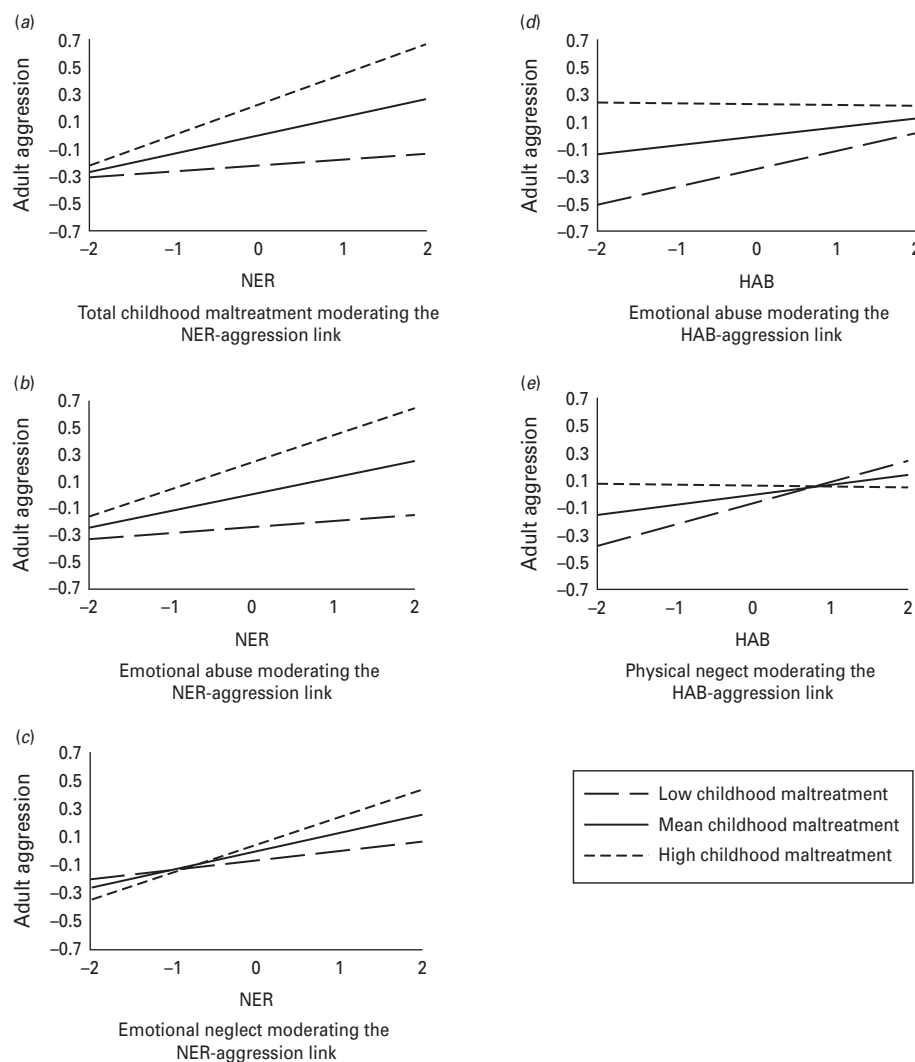 (a)
Adult aggression
0.7
0.5
0.3
0.1
–0.1
–0.3
–0.5
–0.7
–2
–1
0
1
2
NER
Total childhood maltreatment moderating the
NER-aggression link
(b)
Adult aggression
0.7
0.5
0.3
0.1
–0.1
–0.3
–0.5
–0.7
–2
–1
0
1
2
NER
Emotional abuse moderating the
NER-aggression link
(c)
Adult aggression
0.7
0.5
0.3
0.1
–0.1
–0.3
–0.5
–0.7
–2
–1
0
1
2
NER
Emotional neglect moderating the
NER-aggression link
(d)
Adult aggression
0.7
0.5
0.3
0.1
–0.1
–0.3
–0.5
–0.7
–2
–1
0
1
2
HAB
Emotional abuse moderating the
HAB-aggression link
(e)
Adult aggression
0.7
0.5
0.3
0.1
–0.1
–0.3
–0.5
–0.7
–2
–1
0
1
2
HAB
Physical negect moderating the
HAB-aggression link
Low childhood maltreatment
Mean childhood maltreatment
High childhood maltreatment